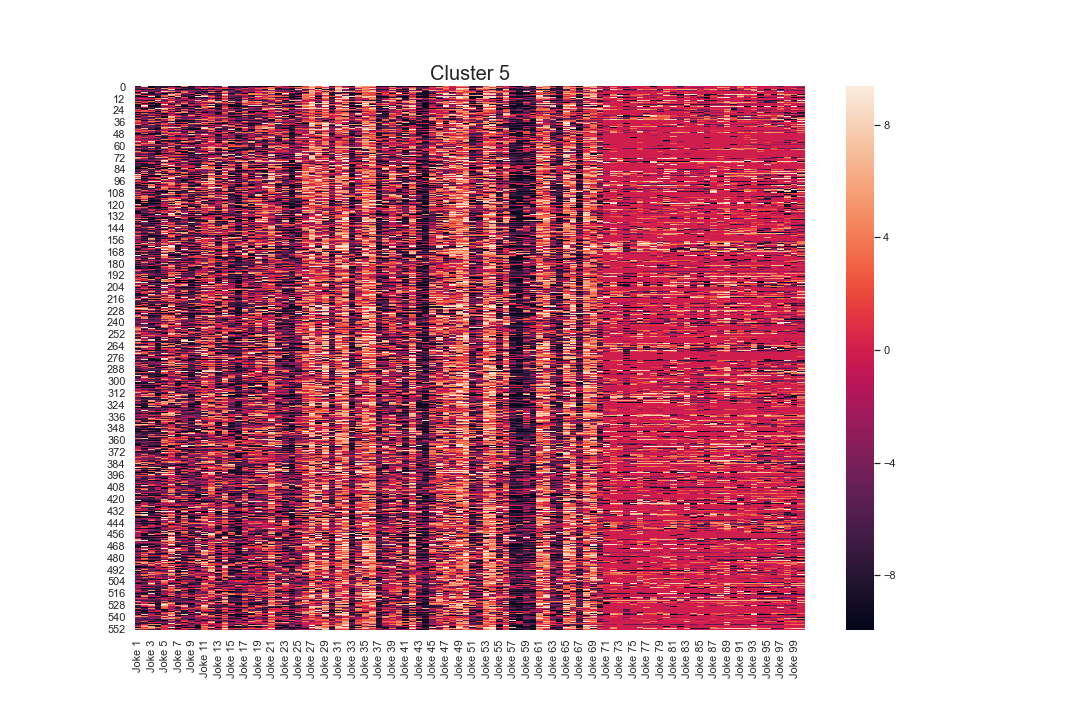 Cluster 5
0
12
24
36
48
60
72
84
96
108
120
132
144
156
168
180
192
204
216
228
240
252
264
276
288
300
312
324
336
348
360
372
384
396
408
420
432
444
456
468
480
492
504
516
528
540
552
Joke 1
Joke 3
Joke 5
Joke 7
Joke 9
Joke 11
Joke 13
Joke 15
Joke 17
Joke 19
Joke 21
Joke 23
Joke 25
Joke 27
Joke 29
Joke 31
Joke 33
Joke 35
Joke 37
Joke 39
Joke 41
Joke 43
Joke 45
Joke 47
Joke 49
Joke 51
Joke 53
Joke 55
Joke 57
Joke 59
Joke 61
Joke 63
Joke 65
Joke 67
Joke 69
Joke 71
Joke 73
Joke 75
Joke 77
Joke 79
Joke 81
Joke 83
Joke 85
Joke 87
Joke 89
Joke 91
Joke 93
Joke 95
Joke 97
Joke 99
8
4
0
−4
−8